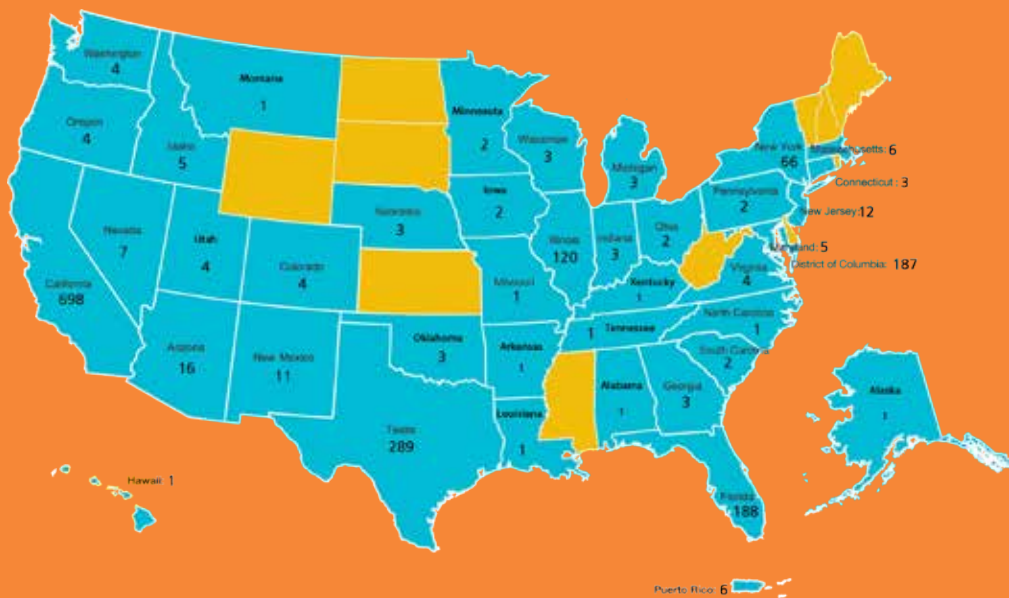 Washington
4
Montana
1
Minnesota
2
Oregon
4
Idaho
5
Wisconsin
3
Michigan
3
New York
66
Massachusetts: 6
Connecticut : 3
Pennsylvania
2
New Jersey: 12
Iowa
2
Nebraska
3
Nevada
7
Utah
4
Colorado
4
California
698
Illinois
120
Indiana
3
Ohio
2
Maryland: 5
District of Columbia: 187
Virginia
4
Missouri
1
Kentucky
1
North Carolina
1
1 Tennessee
South Carolina
2
Arizona
16
New Mexico
11
Oklahoma
3
Arkansas
1
Alabama
1
Georgia
3
Texas
289
Louisiana
1
Alaska
1
Hawaii 1
Florida
188
Puerto Rico 6